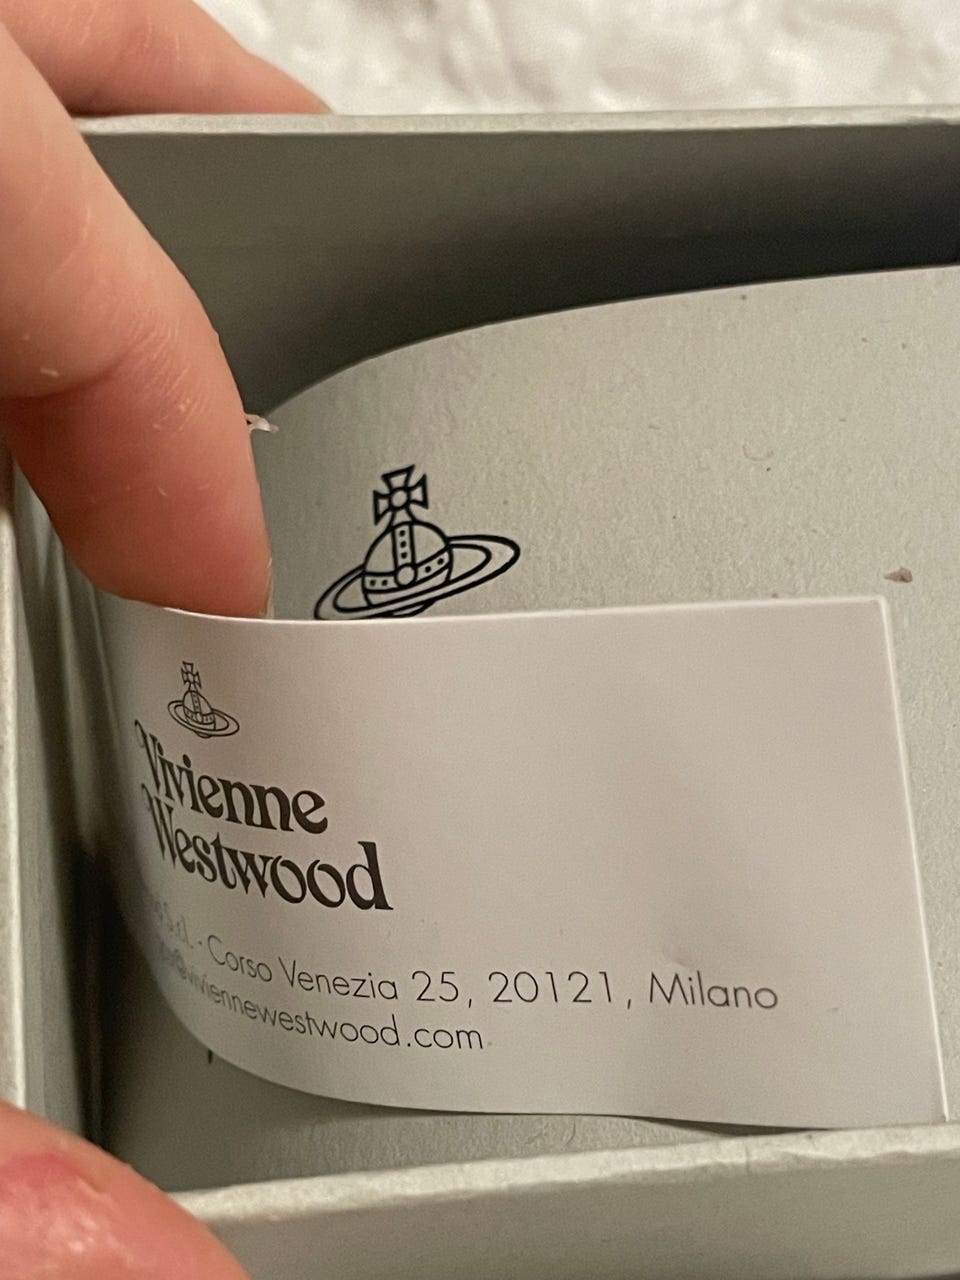 Vivienne
Westwood
S.r.l. - Corso Venezia 25, 20121, Milano
@viviennewestwood.com